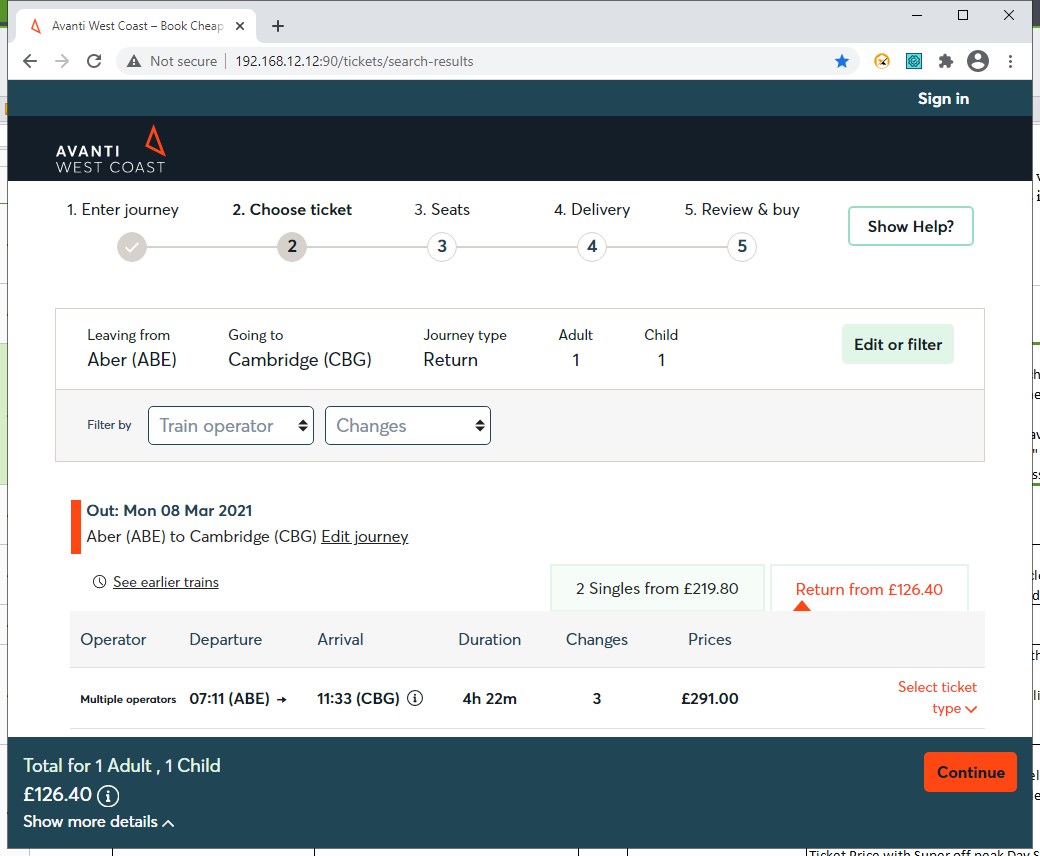 Avanti West Coast – Book Cheap
Not secure 192.168.12.12:90/tickets/search-results
Sign in
AVANTI
WEST COAST
1. Enter journey 2. Choose ticket 3. Seats 4. Delivery 5. Review & buy
Show Help?
2 3 4 5
Leaving from Going to Journey type Adult Child
Aber (ABE) Cambridge (CBG) Return 1 1
Edit or filter
Filter by Train operator Changes
Out: Mon 08 Mar 2021
Aber (ABE) to Cambridge (CBG) Edit journey
See earlier trains
2 Singles from £219.80 Return from £126.40
Operator Departure Arrival Duration Changes Prices
Multiple operators 07:11 (ABE) → 11:33 (CBG) 4h 22m 3 £291.00
Select ticket
type
Total for 1 Adult , 1 Child
£126.40
Show more details
Continue
Ticket Price with Super off peak Day S